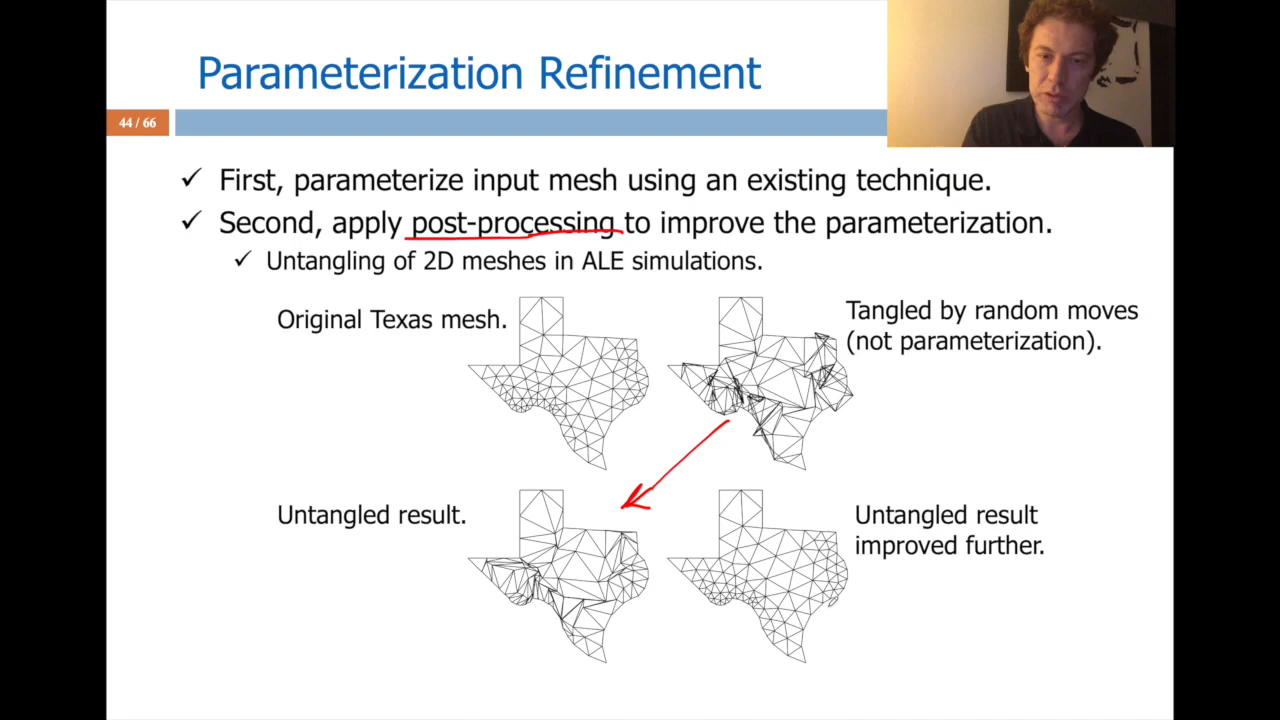 Parameterization Refinement
44 / 66
✓ First, parameterize input mesh using an existing technique.
✓ Second, apply post-processing to improve the parameterization.
✓ Untangling of 2D meshes in ALE simulations.
Original Texas mesh.
Tangled by random moves
(not parameterization).
Untangled result.
Untangled result
improved further.